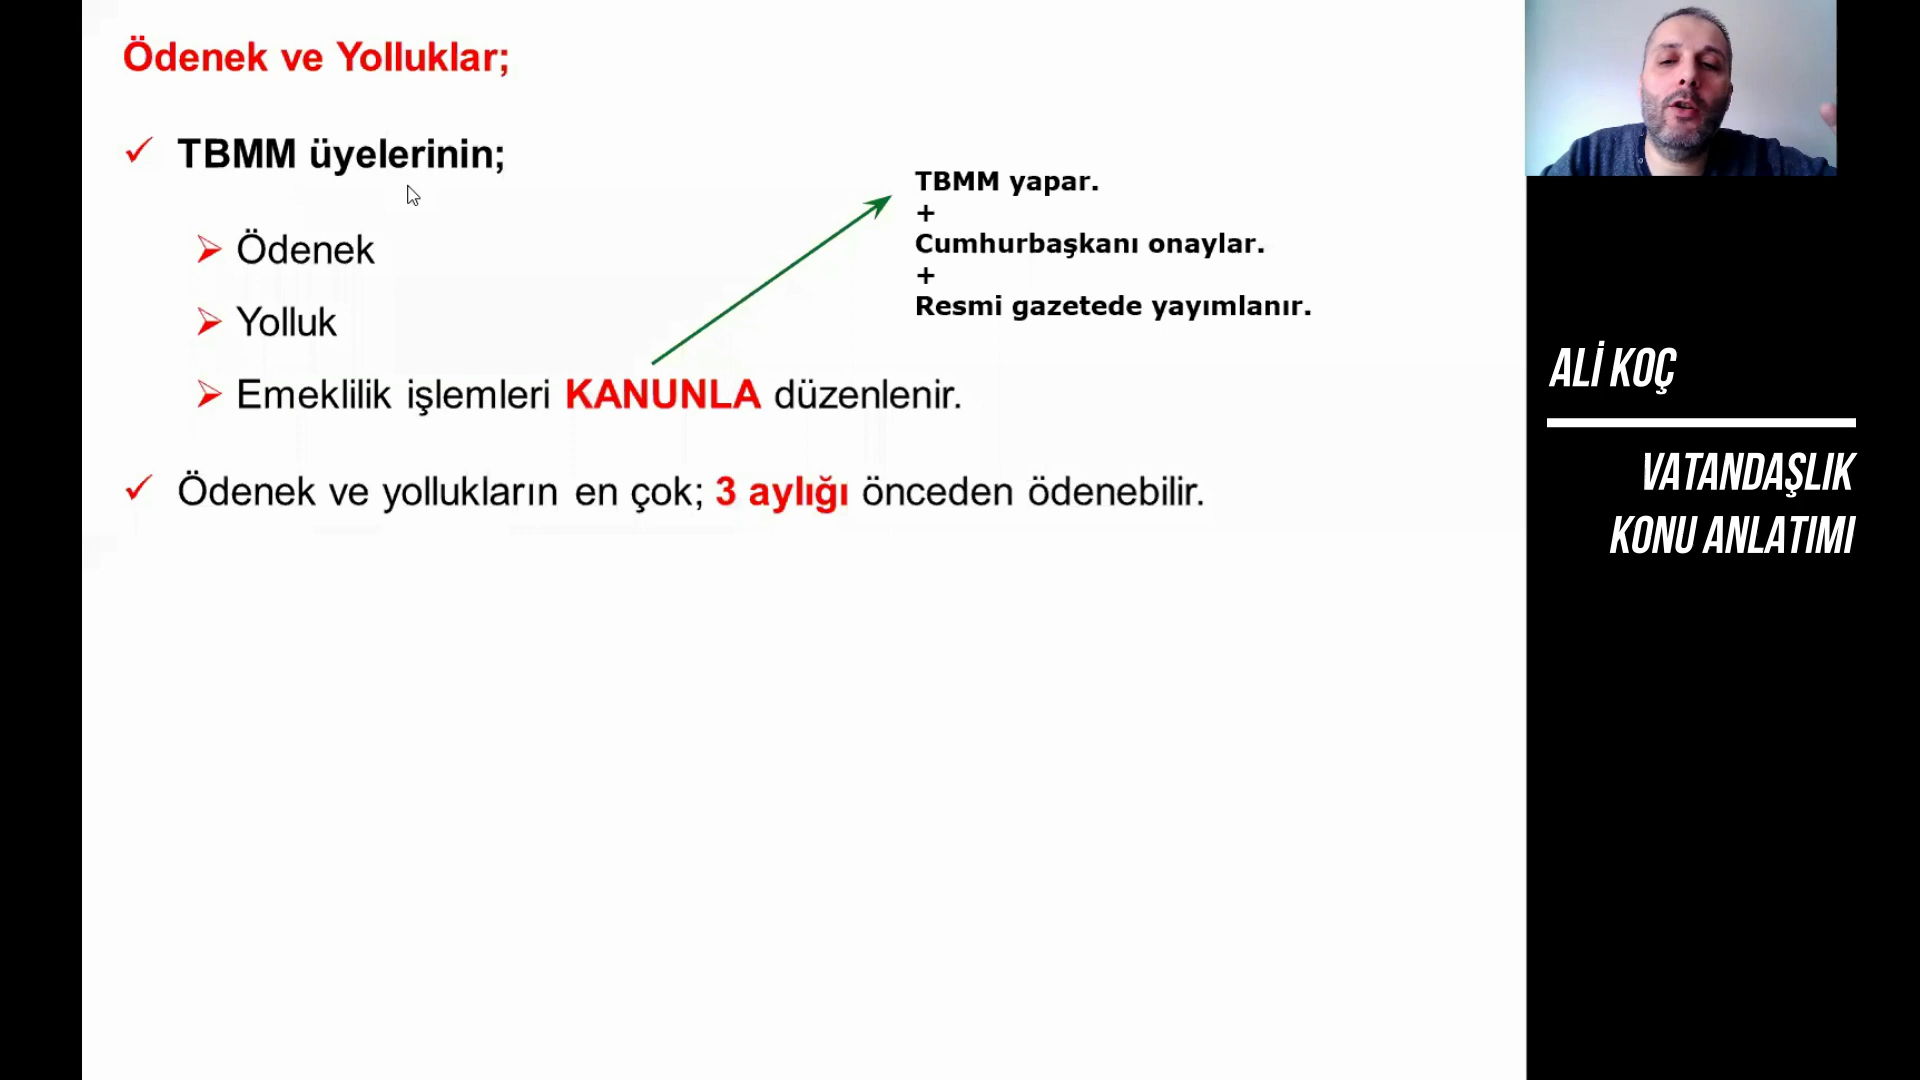 Ödenek ve Yolluklar;
TBMM üyelerinin;
Ödenek
Yolluk
Emeklilik işlemleri KANUNLA düzenlenir.
TBMM yapar.
+
Cumhurbaşkanı onaylar.
+
Resmi gazetede yayımlanır.
Ödenek ve yollukların en çok; 3 aylığı önceden ödenebilir.
ALİ KOÇ
VATANDAŞLIK
KONU ANLATIMI